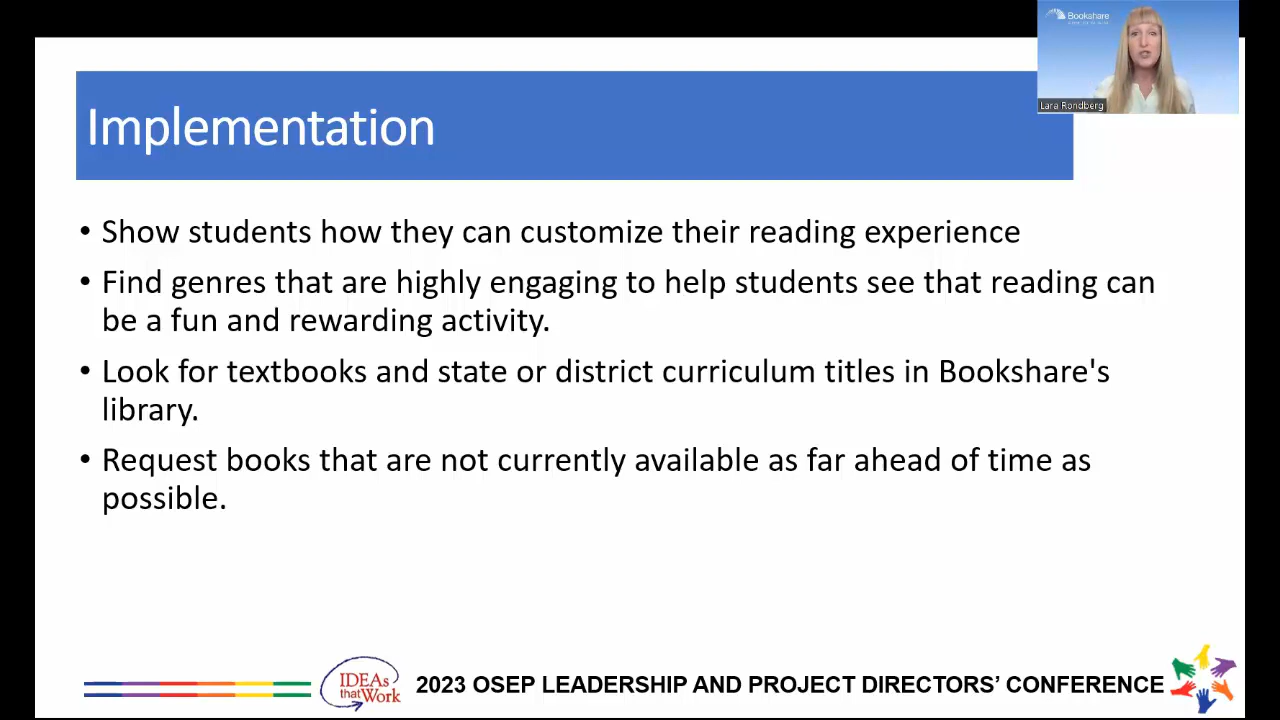 Bookshare
Lara Rondberg
Implementation
• Show students how they can customize their reading experience
• Find genres that are highly engaging to help students see that reading can
be a fun and rewarding activity.
• Look for textbooks and state or district curriculum titles in Bookshare's
library.
• Request books that are not currently available as far ahead of time as
possible.
IDEAs
that Work
2023 OSEP LEADERSHIP AND PROJECT DIRECTORS’ CONFERENCE